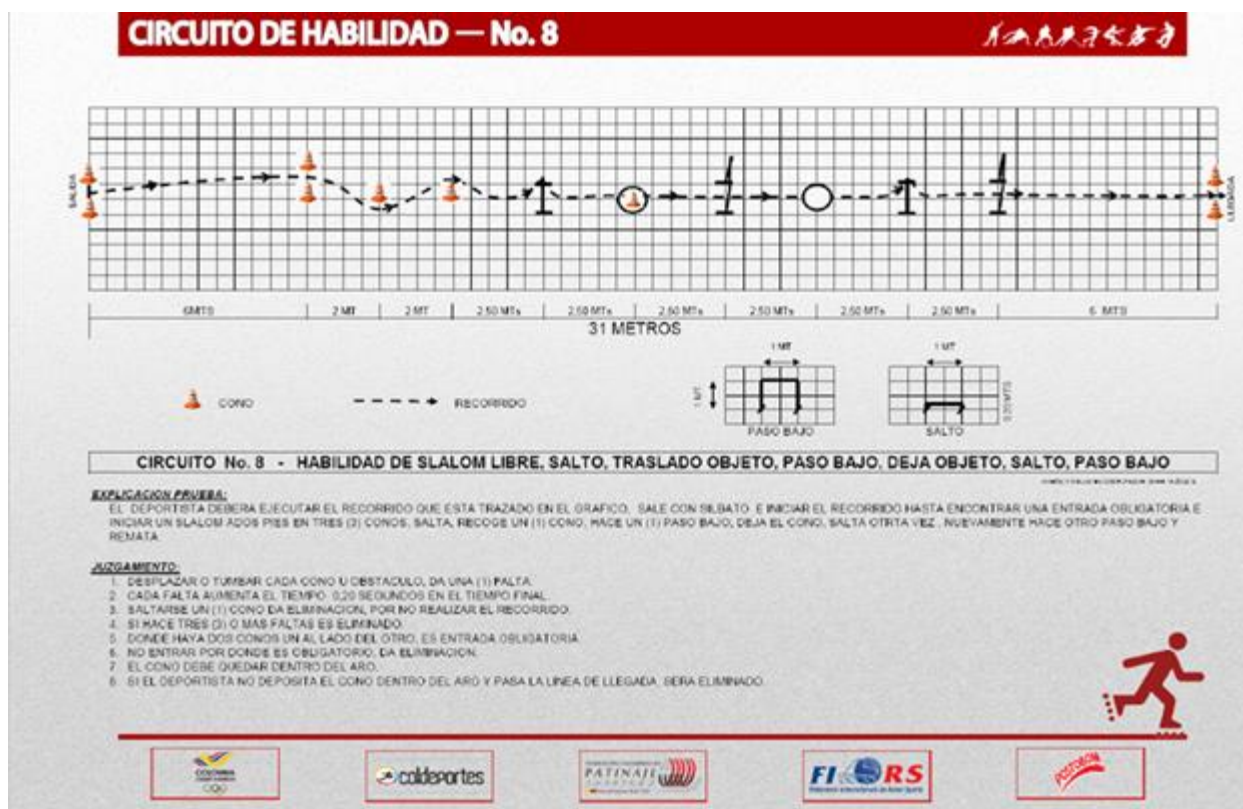 CIRCUITO DE HABILIDAD — No. 8
SALIDA
LLEGADA
6MTS 2 MT 2 MT 2.50 MTs 2.50 MTs 2.50 MTs 2.50 MTs 2.50 MTs 2.50 MTs 6 MTS
31 METROS
1 MT 1 MT
CONO RECORRIDO 1 MT 0,20 MTS
PASO BAJO SALTO
CIRCUITO No. 8 - HABILIDAD DE SLALOM LIBRE, SALTO, TRASLADO OBJETO, PASO BAJO, DEJA OBJETO, SALTO, PASO BAJO
EXPLICACION PRUEBA:
EL DEPORTISTA DEBERA EJECUTAR EL RECORRIDO QUE ESTA TRAZADO EN EL GRAFICO, SALE CON SILBATO E INICIAR EL RECORRIDO HASTA ENCONTRAR UNA ENTRADA OBLIGATORIA E
INICIAR UN SLALOM ADOS PIES EN TRES (3) CONOS, SALTA, RECOGE UN (1) CONO, HACE UN (1) PASO BAJO, DEJA EL CONO, SALTA OTRTA VEZ, NUEVAMENTE HACE OTRO PASO BAJO Y
REMATA
JUZGAMIENTO:
1. DESPLAZAR O TUMBAR CADA CONO U OBSTACULO, DA UNA (1) FALTA.
2. CADA FALTA AUMENTA EL TIEMPO 0,20 SEGUNDOS EN EL TIEMPO FINAL.
3. SALTARSE UN (1) CONO DA ELIMINACION, POR NO REALIZAR EL RECORRIDO.
4. SI HACE TRES (3) O MAS FALTAS ES ELIMINADO.
5. DONDE HAYA DOS CONOS UN AL LADO DEL OTRO, ES ENTRADA OBLIGATORIA.
6. NO ENTRAR POR DONDE ES OBLIGATORIO, DA ELIMINACION.
7. EL CONO DEBE QUEDAR DENTRO DEL ARO.
8. SI EL DEPORTISTA NO DEPOSITA EL CONO DENTRO DEL ARO Y PASA LA LINEA DE LLEGADA, SERA ELIMINADO.
COLOMBIA
coldeportes
PATINAJE
FIRS
POSTOBON